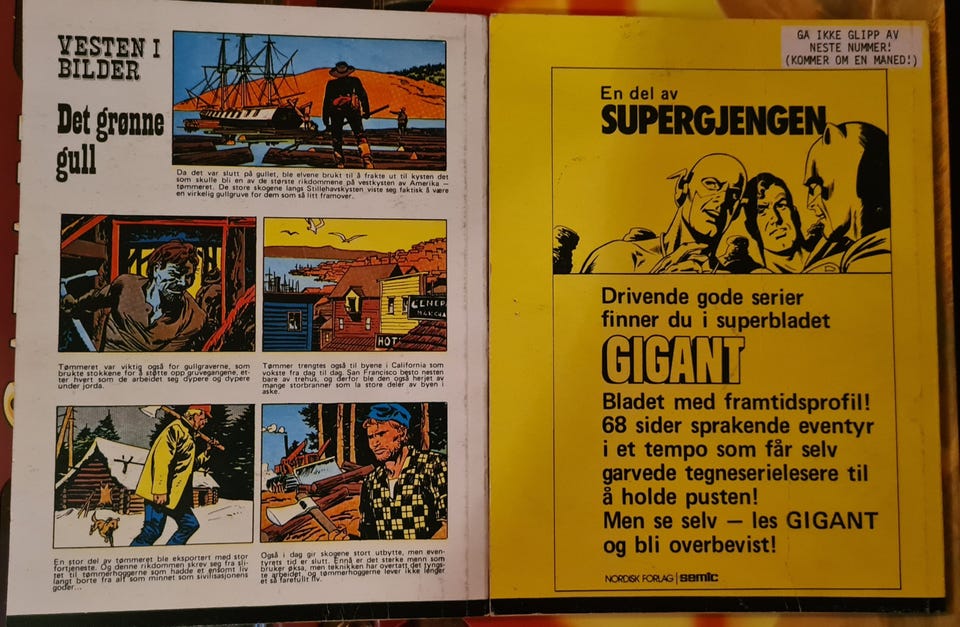 VESTEN I
BILDER
Det grønne
gull
Da det var slutt på gullet, ble elvene brukt til å frakte ut til kysten det
som skulle bli en av de største rikdommene på vestkysten av Amerika —
tømmeret. De store skogene langs Stillehavskysten viste seg faktisk å være
en virkelig gullgruve for dem som så litt framover.
GENER
MERCHA
HOT
Tømmeret var viktig også for gullgraverne, som
brukte stokkene for å støtte opp gruvegangene, et-
ter hvert som de arbeidet seg dypere og dypere
under jorda.
Tømmer trengtes også til byene i California som
vokste fra dag til dag. San Francisco besto nesten
bare av trehus, og derfor ble den også herjet av
mange storbranner som la store deler av byen i
aske.
En stor del av tømmeret ble eksportert med stor
fortjeneste. Og denne rikdommen skrev seg fra sli-
tet til tømmerhoggerne som hadde et ensomt liv
langt borte fra alt som minnet som sivilisasjonens
goder...
Også i dag gir skogene stort utbytte, men even-
tyrets tid er slutt. Ennå er det sterke menn som
bruker øksa, men teknikken har overtatt det tyngs-
te arbeidet, og tømmerhoggerne lever ikke lenger
et så farefullt liv.
GÅ IKKE GLIPP AV
NESTE NUMMER!
(KOMMER OM EN MÅNED!)
En del av
SUPERGJENGEN
Drivende gode serier
finner du i superbladet
GIGANT
Bladet med framtidsprofil!
68 sider sprakende eventyr
i et tempo som får selv
garvede tegneserielesere til
å holde pusten!
Men se selv — les GIGANT
og bli overbevist!
NORDISK FORLAG | semic